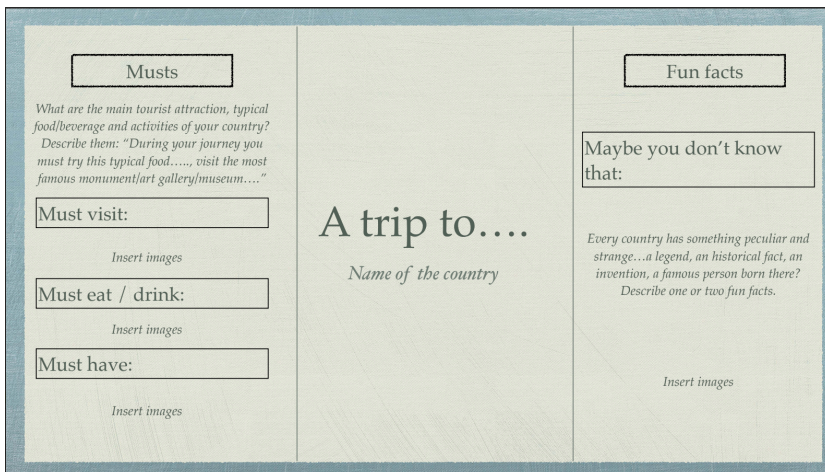 Musts
What are the main tourist attraction, typical
food/beverage and activities of your country?
Describe them: “During your journey you
must try this typical food....., visit the most
famous monument/art gallery/museum....”
Must visit:
Insert images
Must eat / drink:
Insert images
Must have:
Insert images
A trip to....
Name of the country
Fun facts
Maybe you don’t know
that:
Every country has something peculiar and
strange...a legend, an historical fact, an
invention, a famous person born there?
Describe one or two fun facts.
Insert images